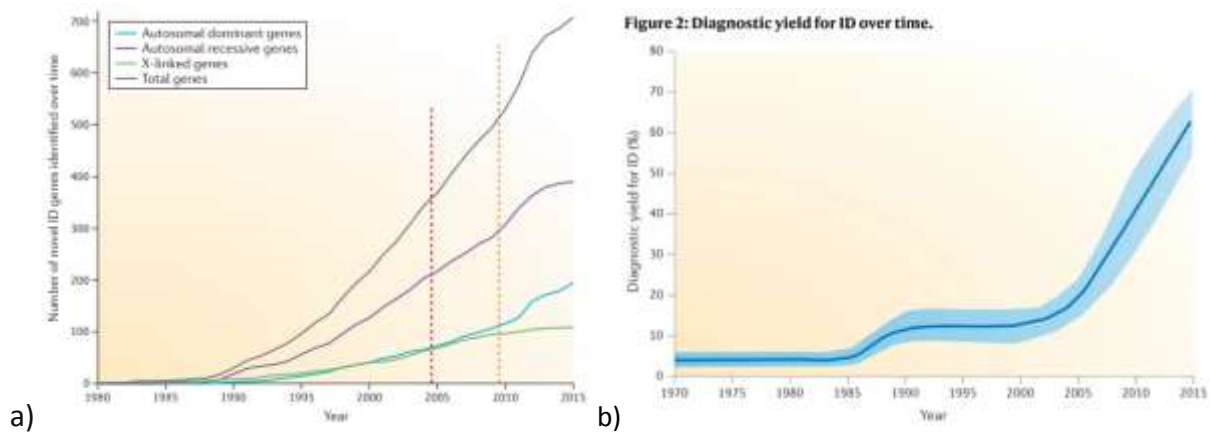 700
600
500
400
300
200
100
0
Number of novel ID genes identified over time
Autosomal dominant genes
Autosomal recessive genes
X-linked genes
Total genes
1980 1985 1990 1995 2000 2005 2010 2015
Year
a)
Figure 2: Diagnostic yield for ID over time.
80
70
60
50
40
30
20
10
0
Diagnostic yield for ID (%)
1970 1975 1980 1985 1990 1995 2000 2005 2010 2015
Year
b)